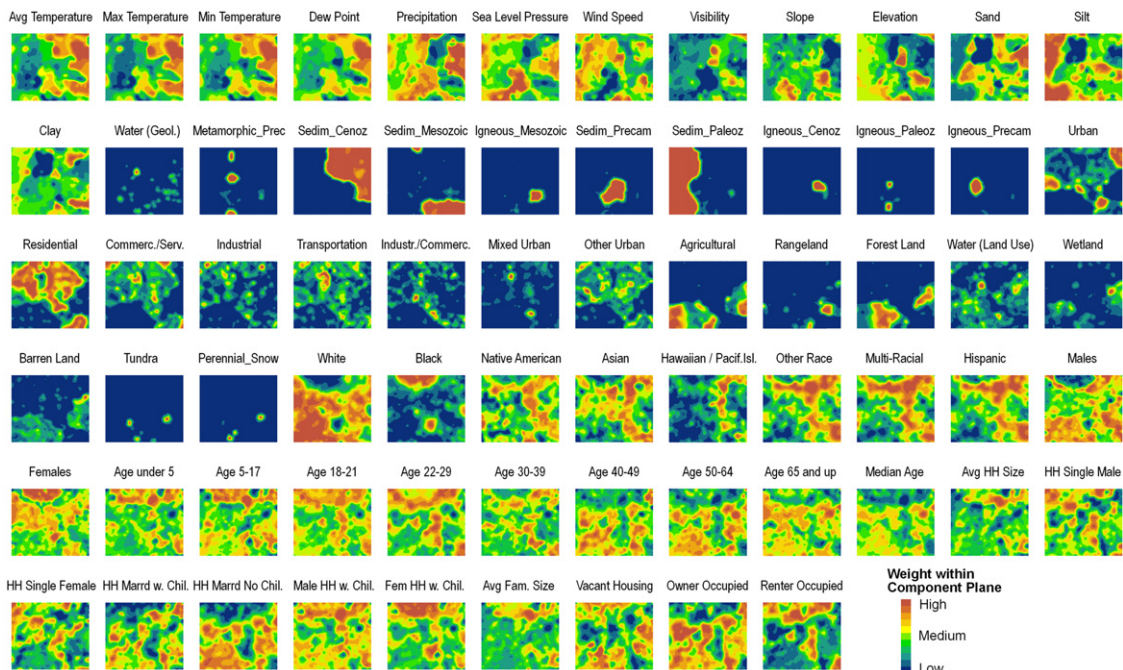 Avg Temperature Max Temperature Min Temperature Dew Point Precipitation Sea Level Pressure Wind Speed Visibility Slope Elevation Sand Silt
Clay Water (Geol.) Metamorphic_Prec Sedim_Cenoz Sedim_Mesozoic Igneous_Mesozoic Sedim_Precam Sedim_Paleoz Igneous_Cenoz Igneous_Paleoz Igneous_Precam Urban
Residential Commerc./Serv. Industrial Transportation Industr./Commerc. Mixed Urban Other Urban Agricultural Rangeland Forest Land Water (Land Use) Wetland
Barren Land Tundra Perennial_Snow White Black Native American Asian Hawaiian / Pacif.Isl. Other Race Multi-Racial Hispanic Males
Females Age under 5 Age 5-17 Age 18-21 Age 22-29 Age 30-39 Age 40-49 Age 50-64 Age 65 and up Median Age Avg HH Size HH Single Male
HH Single Female HH Marrd w. Chil. HH Marrd No Chil. Male HH w. Chil. Fem HH w. Chil. Avg Fam. Size Vacant Housing Owner Occupied Renter Occupied
Weight within
Component Plane
High
Medium
Low